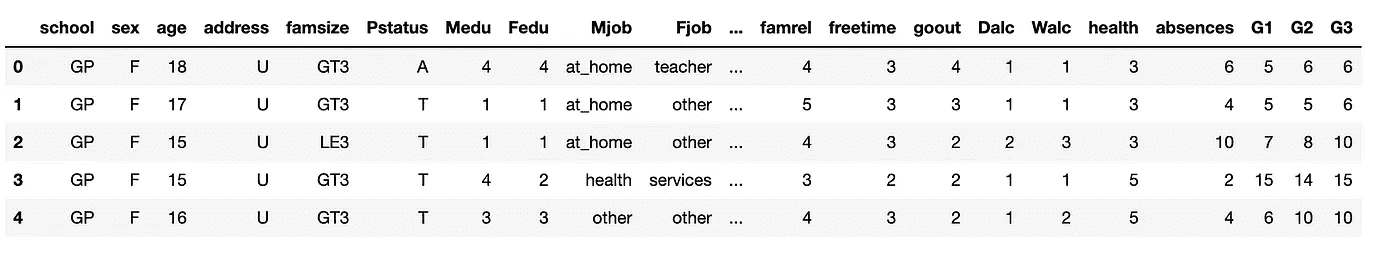 school sex age address famsize Pstatus Medu Fedu Mjob Fjob ... famrel freetime goout Dalc Walc health absences G1 G2 G3
0 GP F 18 U GT3 A 4 4 at_home teacher ... 4 3 4 1 1 3 6 5 6 6
1 GP F 17 U GT3 T 1 1 at_home other ... 5 3 3 1 1 3 4 5 5 6
2 GP F 15 U LE3 T 1 1 at_home other ... 4 3 2 2 3 3 10 7 8 10
3 GP F 15 U GT3 T 4 2 health services ... 3 2 2 1 1 5 2 15 14 15
4 GP F 16 U GT3 T 3 3 other other ... 4 3 2 1 2 5 4 6 10 10